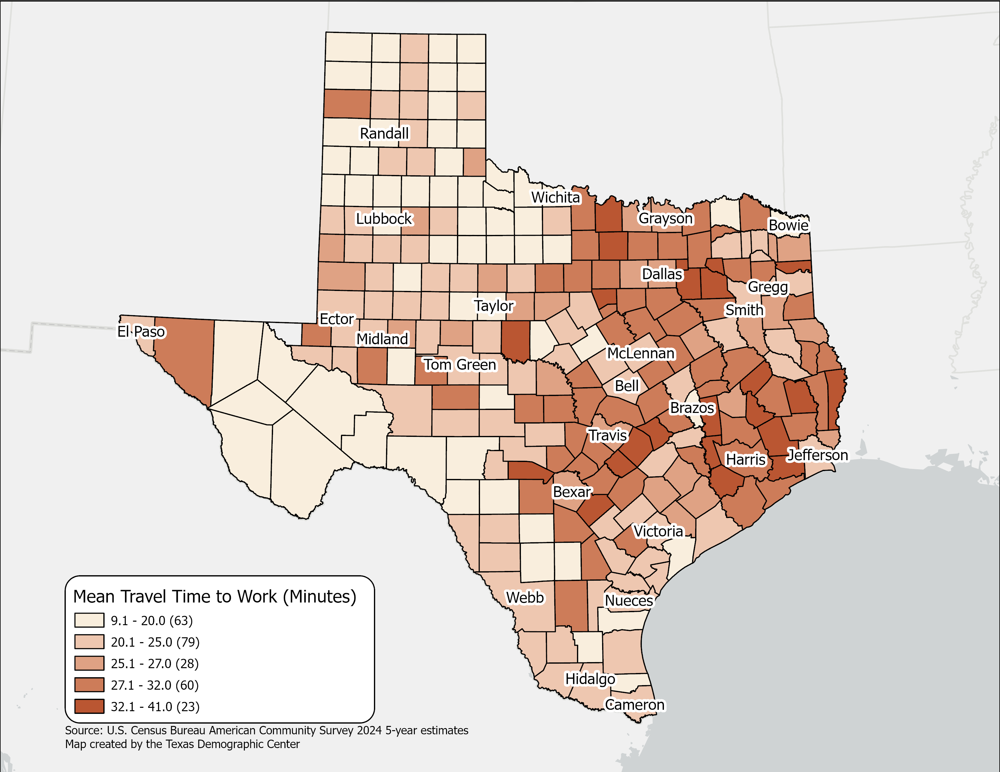 Randall
Wichita
Lubbock
Grayson
Bowie
Dallas
Gregg
Taylor
Smith
Ector
El Paso
Midland
McLennan
Tom Green
Bell
Brazos
Travis
Harris
Jefferson
Bexar
Victoria
Webb
Nueces
Hidalgo
Cameron
Mean Travel Time to Work (Minutes)
9.1 - 20.0 (63)
20.1 - 25.0 (79)
25.1 - 27.0 (28)
27.1 - 32.0 (60)
32.1 - 41.0 (23)
Source: U.S. Census Bureau American Community Survey 2024 5-year estimates
Map created by the Texas Demographic Center